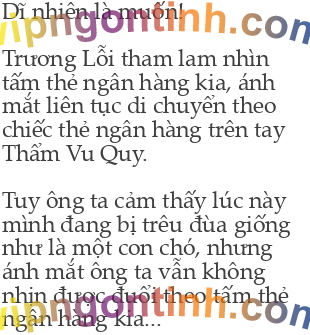 Dĩ nhiên là muốn!
vipngontinh.com
Trương Lỗi tham lam nhìn
tấm thẻ ngân hàng kia, ánh
mắt liên tục di chuyển theo
chiếc thẻ ngân hàng trên tay
Thẩm Vu Quy.
Tuy ông ta cảm thấy lúc này
mình đang bị trêu đùa giống
như là một con chó, nhưng
ánh mắt ông ta vẫn không
nhịn được đuổi theo tấm thẻ
vipngontinh.com
ngân hàng kia...